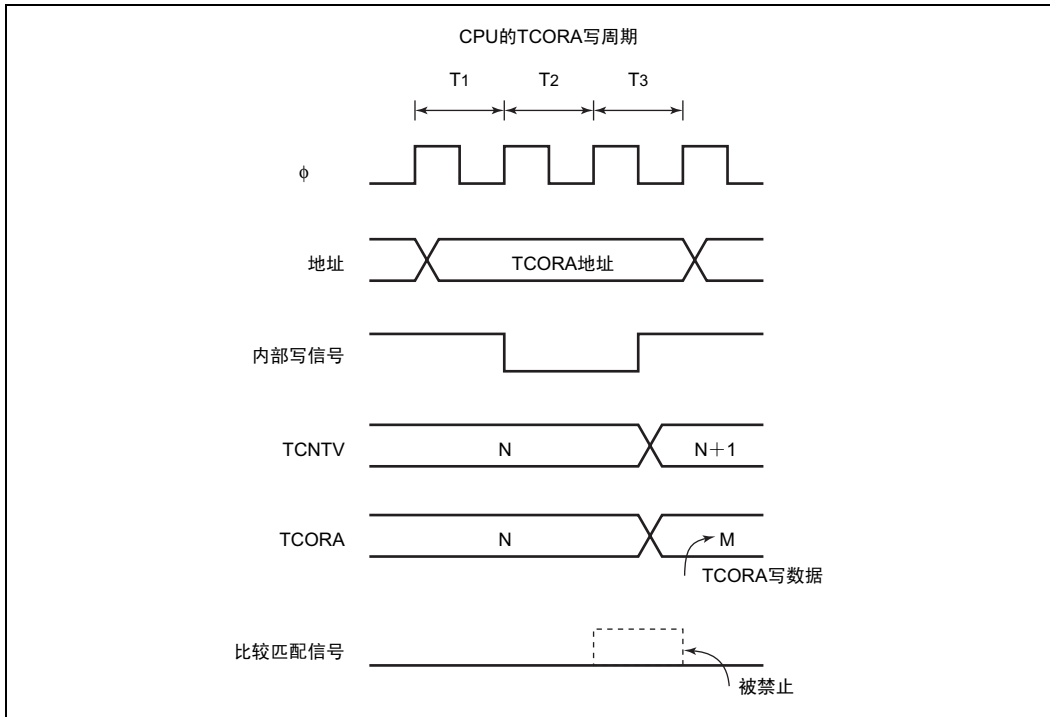 CPU的TCORA写周期
T1 T2 T3
φ
地址 TCORA地址
内部写信号
TCNTV N N+1
TCORA N M
TCORA写数据
比较匹配信号
被禁止